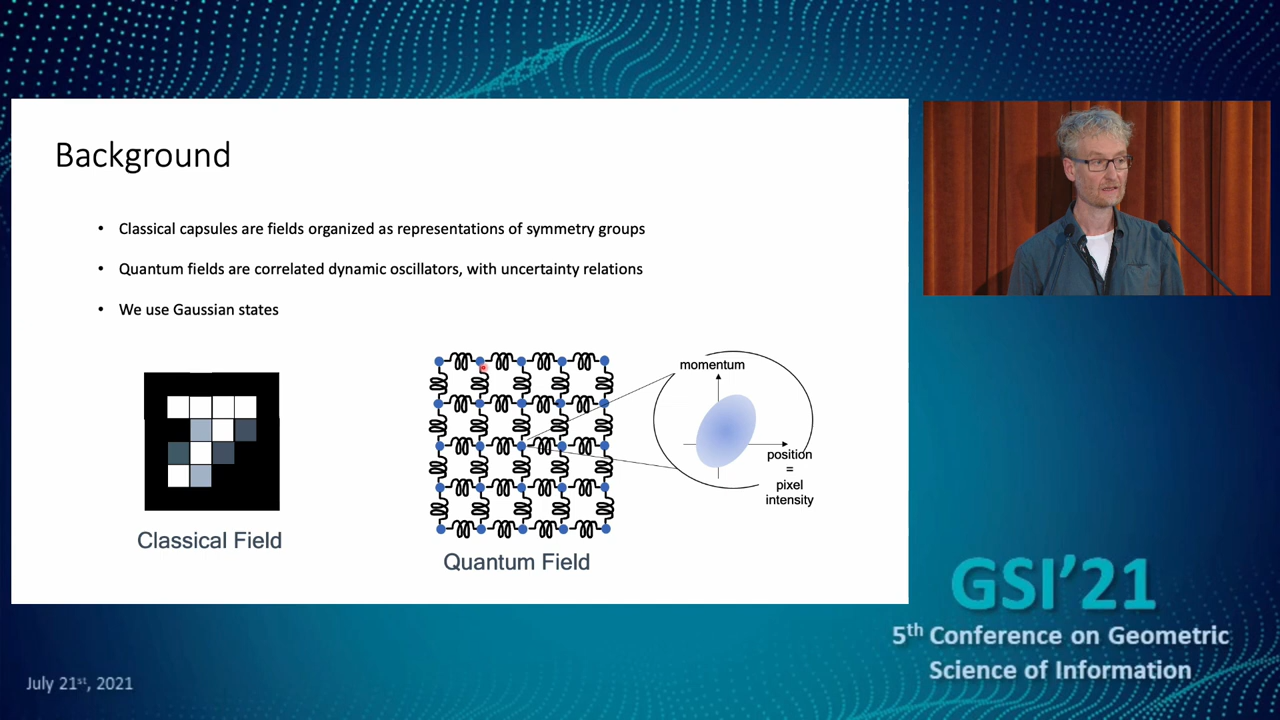 Background
• Classical capsules are fields organized as representations of symmetry groups
• Quantum fields are correlated dynamic oscillators, with uncertainty relations
• We use Gaussian states
momentum
position
=
pixel
intensity
Classical Field
Quantum Field
GSI’21
5th Conference on Geometric
Science of Information
July 21st, 2021